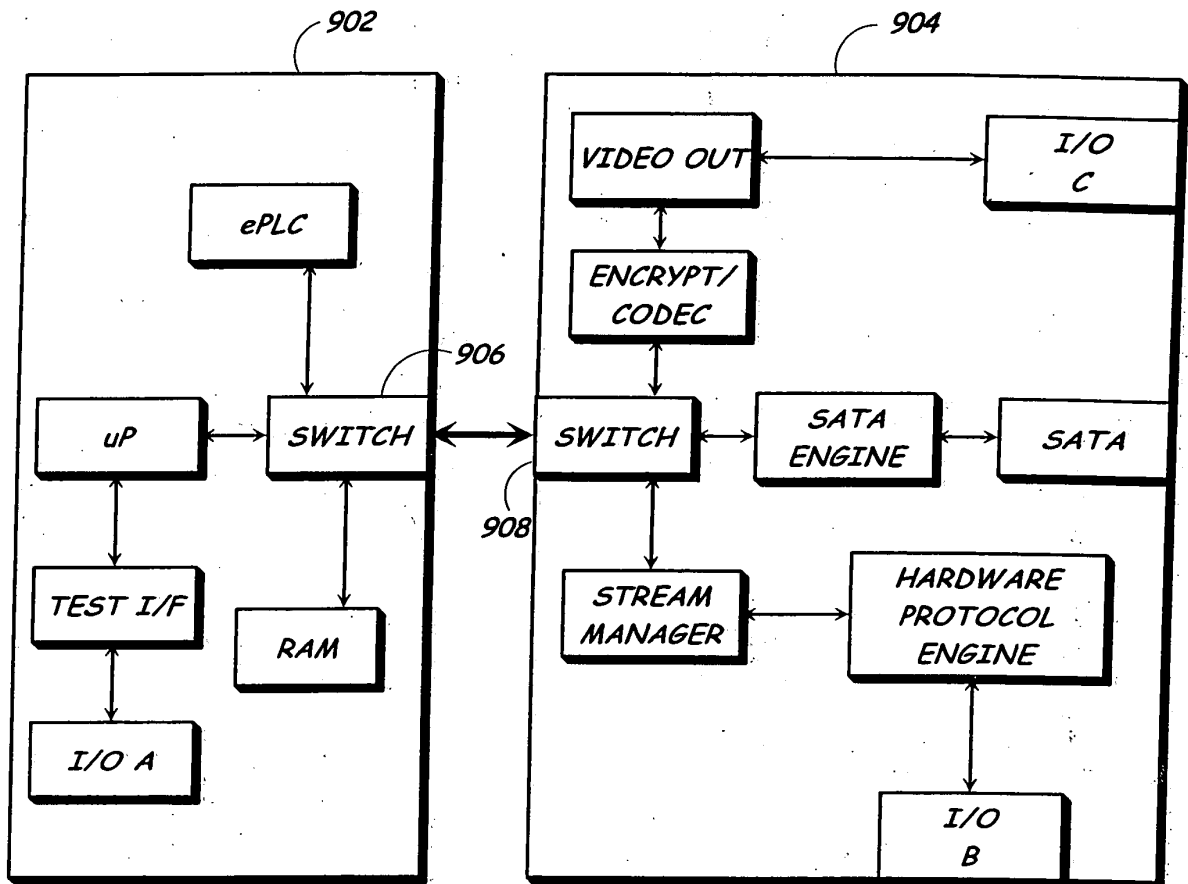 902
904
ePLC
uP
SWITCH
906
TEST I/F
RAM
I/O A
VIDEO OUT
I/O
C
ENCRYPT/
CODEC
SWITCH
908
SATA
ENGINE
SATA
STREAM
MANAGER
HARDWARE
PROTOCOL
ENGINE
I/O
B